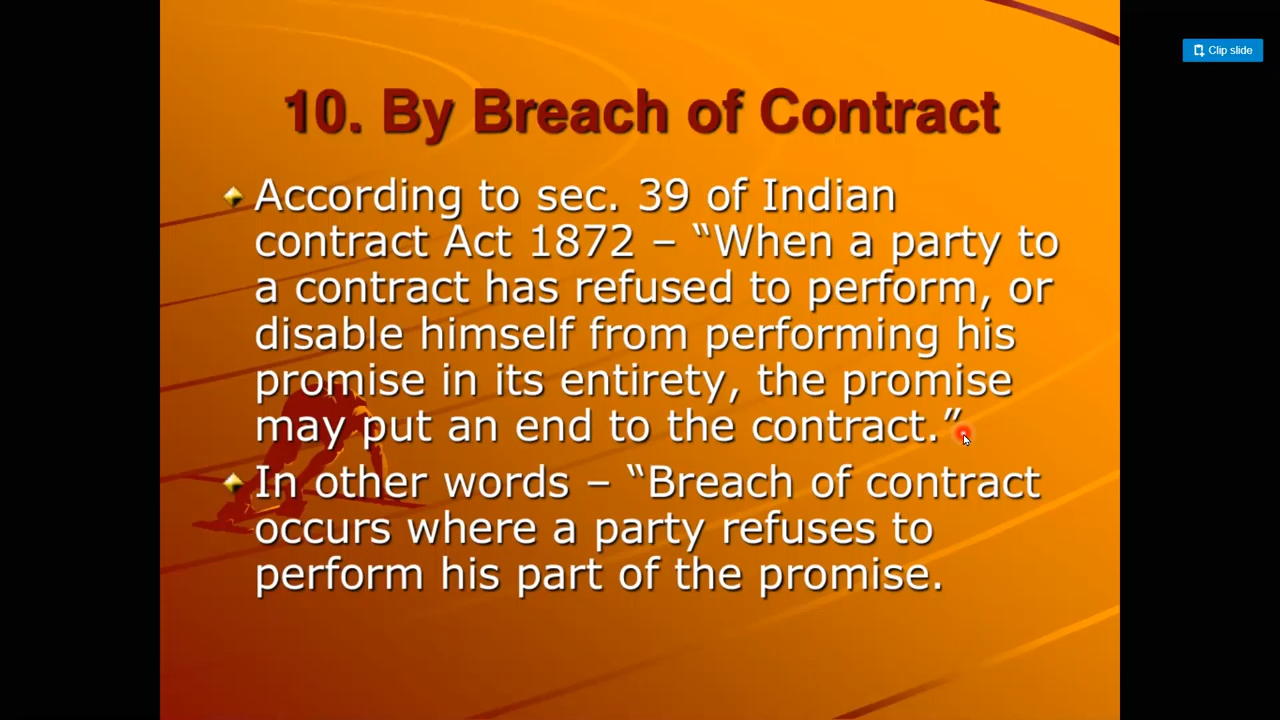 Clip slide
10. By Breach of Contract
According to sec. 39 of Indian
contract Act 1872 – “When a party to
a contract has refused to perform, or
disable himself from performing his
promise in its entirety, the promise
may put an end to the contract.”
In other words – “Breach of contract
occurs where a party refuses to
perform his part of the promise.